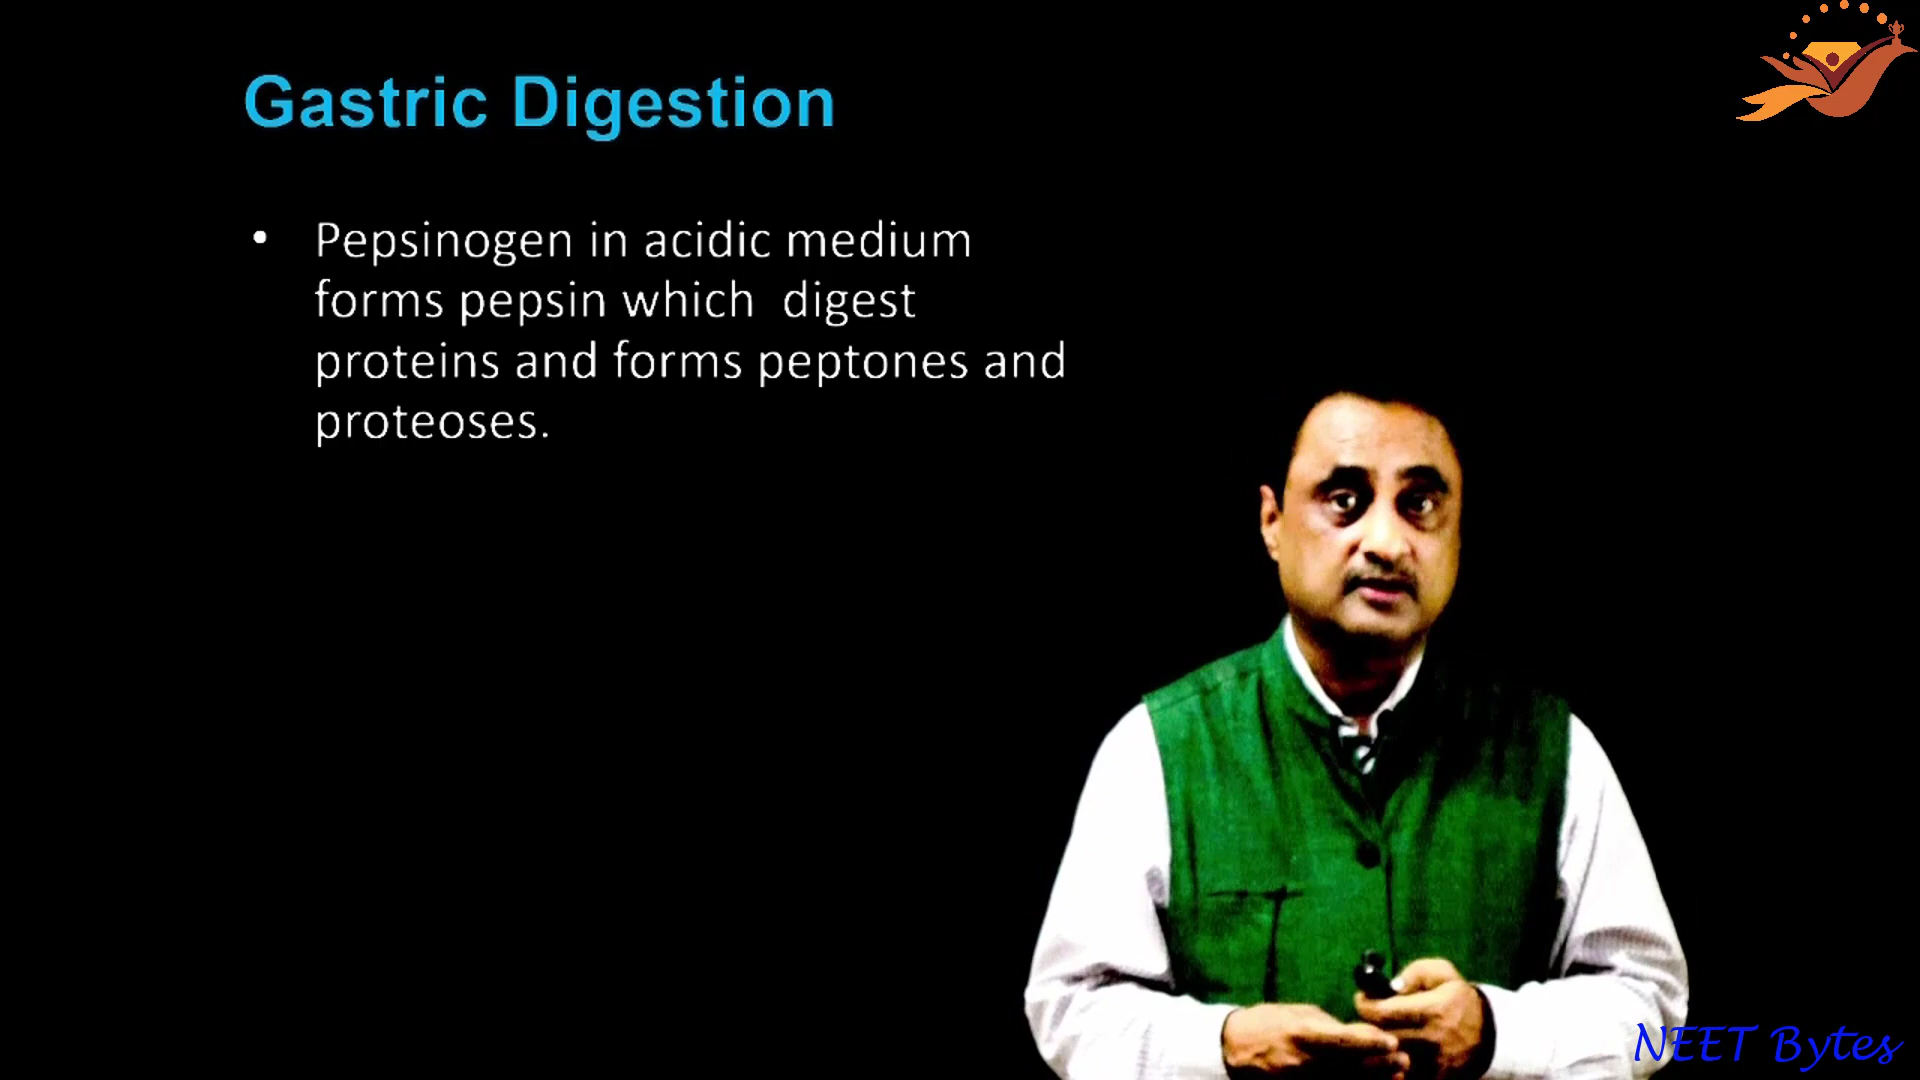 Gastric Digestion
• Pepsinogen in acidic medium
forms pepsin which  digest
proteins and forms peptones and
proteoses.
NEET Bytes